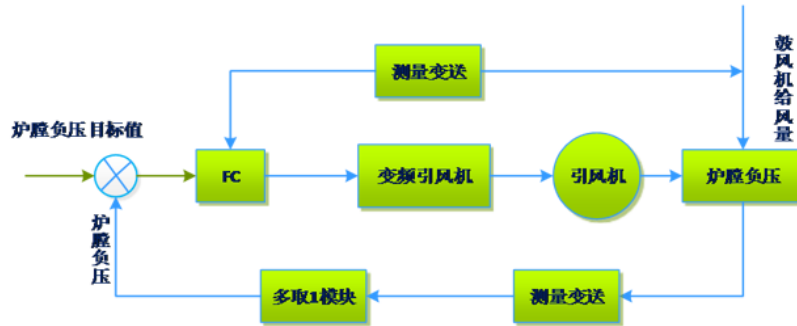 测量变送
鼓风机给风量
炉膛负压目标值
FC
变频引风机
引风机
炉膛负压
炉膛负压
多取1模块
测量变送